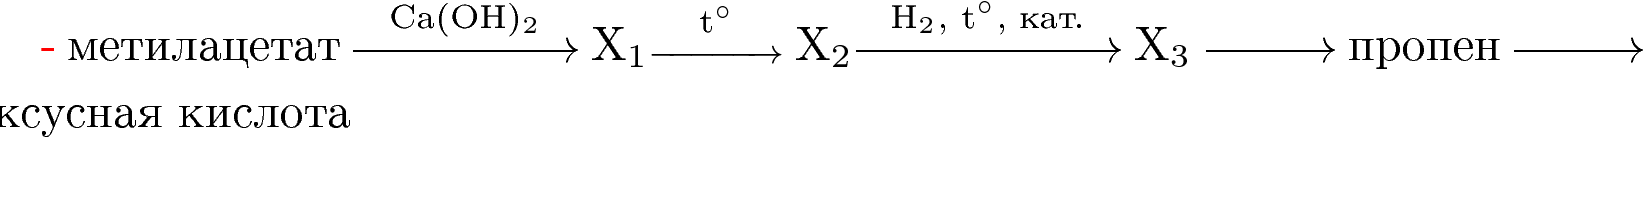 - метилацетат Ca(OH)₂ → X₁ t° → X₂ H₂, t°, кат. → X₃ → пропен →
ксусная кислота